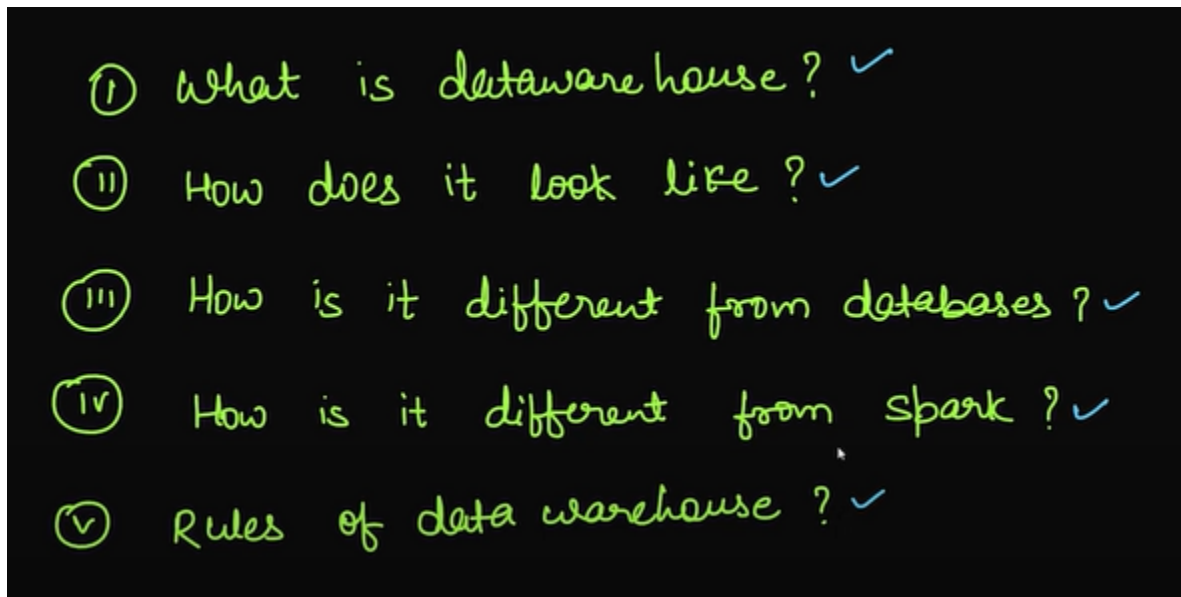 (i) What is dataware house ?
(ii) How does it look like ?
(iii) How is it different from databases ?
(iv) How is it different from spark ?
(v) Rules of data warehouse ?